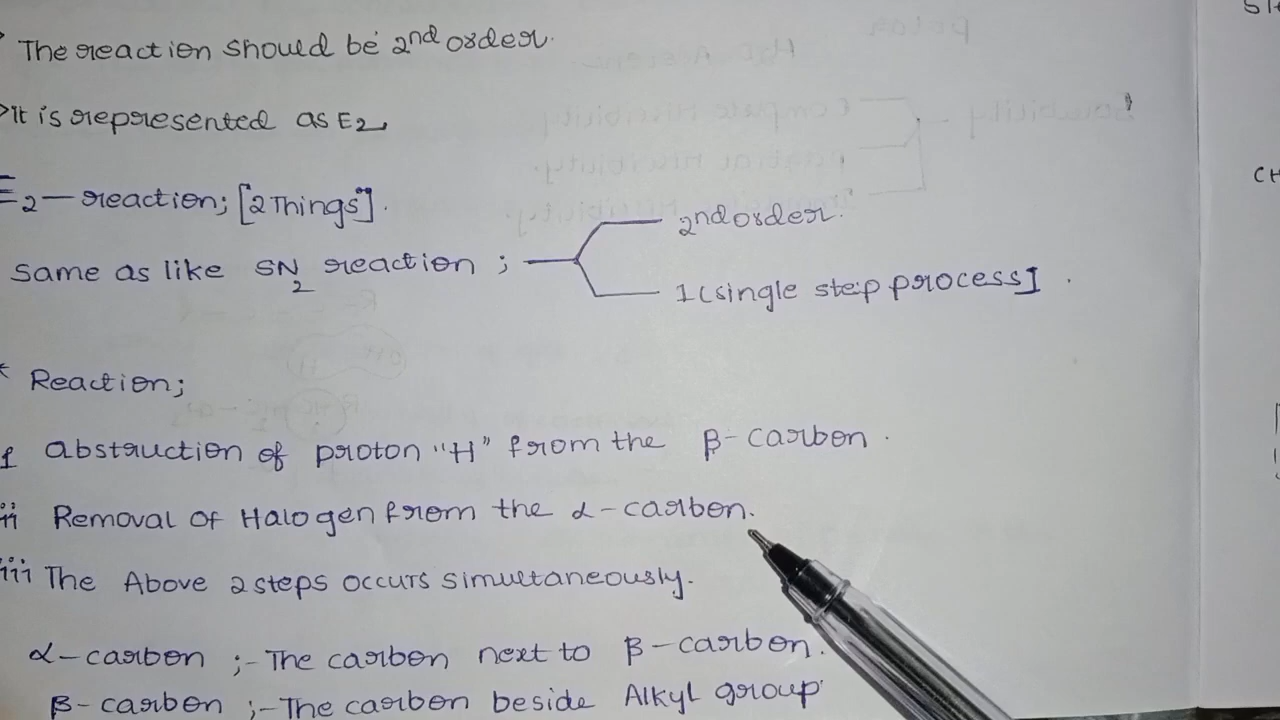 The reaction should be 2nd order.
It is represented as E2
E2 - reaction; ["2 Things"].
Same as like SN2 reaction ; 2nd order.
1 (single step process] .
* Reaction;
i Abstruction of proton "H" from the β- carbon .
ii Removal of Halogen from the α - carbon.
iii The Above 2 steps occurs simultaneously.
α - carbon ;- The carbon next to β - carbon.
β - carbon ;- The carbon beside Alkyl group